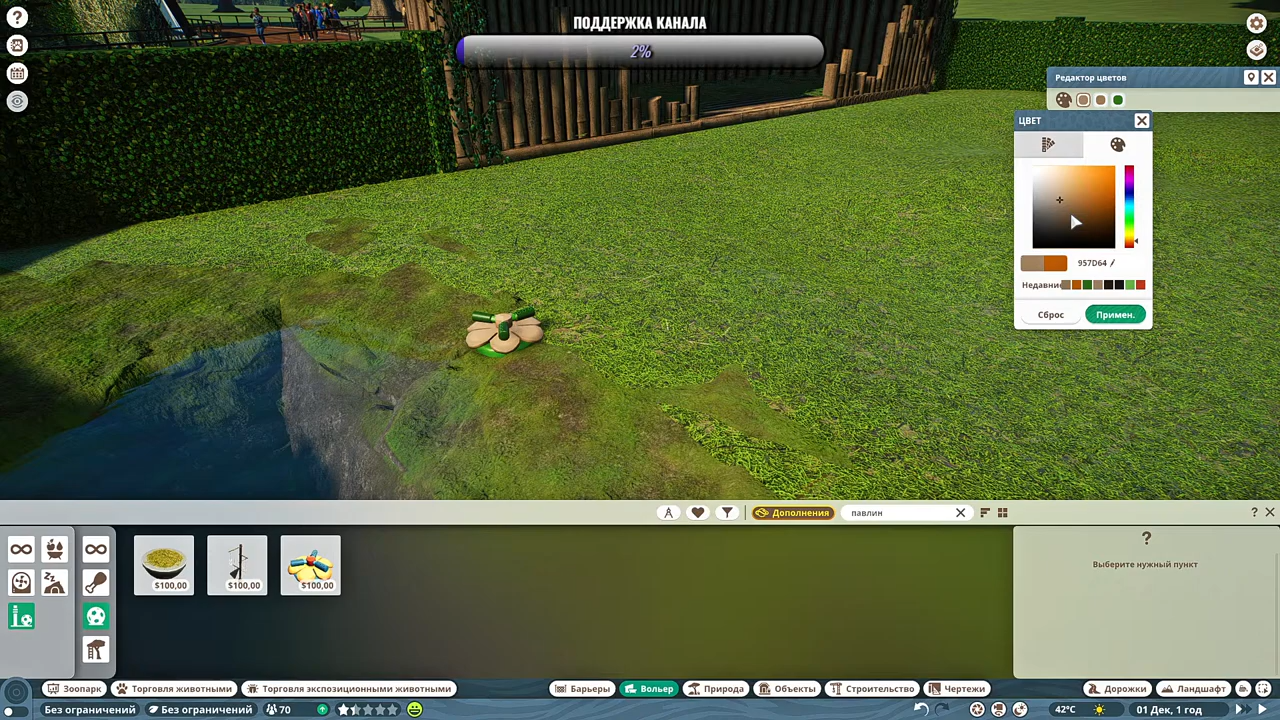 ?
ПОДДЕРЖКА КАНАЛА
2%
Редактор цветов
ЦВЕТ
957D64
Недавние
Сброс
Примен.
Дополнения
павлин
?
?
Выберите нужный пункт
$100,00
$100,00
$100,00
Зоопарк
Торговля животными
Торговля экспозиционными животными
Барьеры
Вольер
Природа
Объекты
Строительство
Чертежи
Дорожки
Ландшафт
Без ограничений
Без ограничений
70
42°C
01 Дек, 1 год